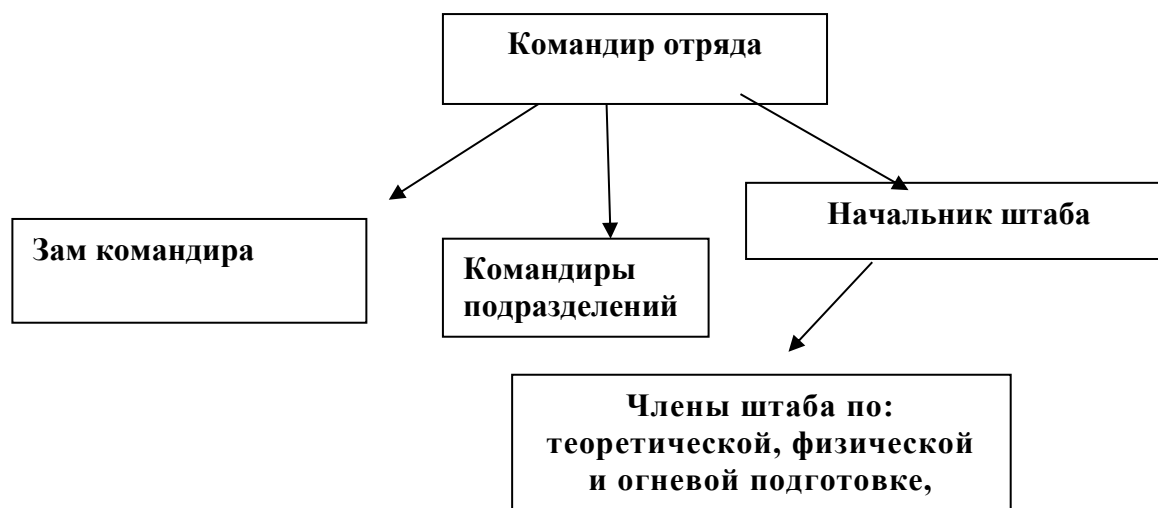 Командир отряда
Зам командира
Командиры
подразделений
Начальник штаба
Члены штаба по:
теоретической, физической
и огневой подготовке,